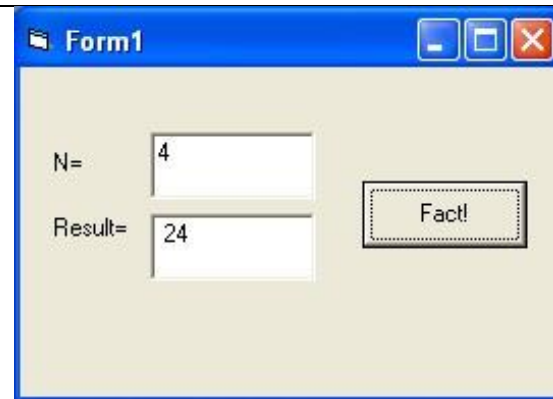 Form1
N=
4
Fact!
Result=
24